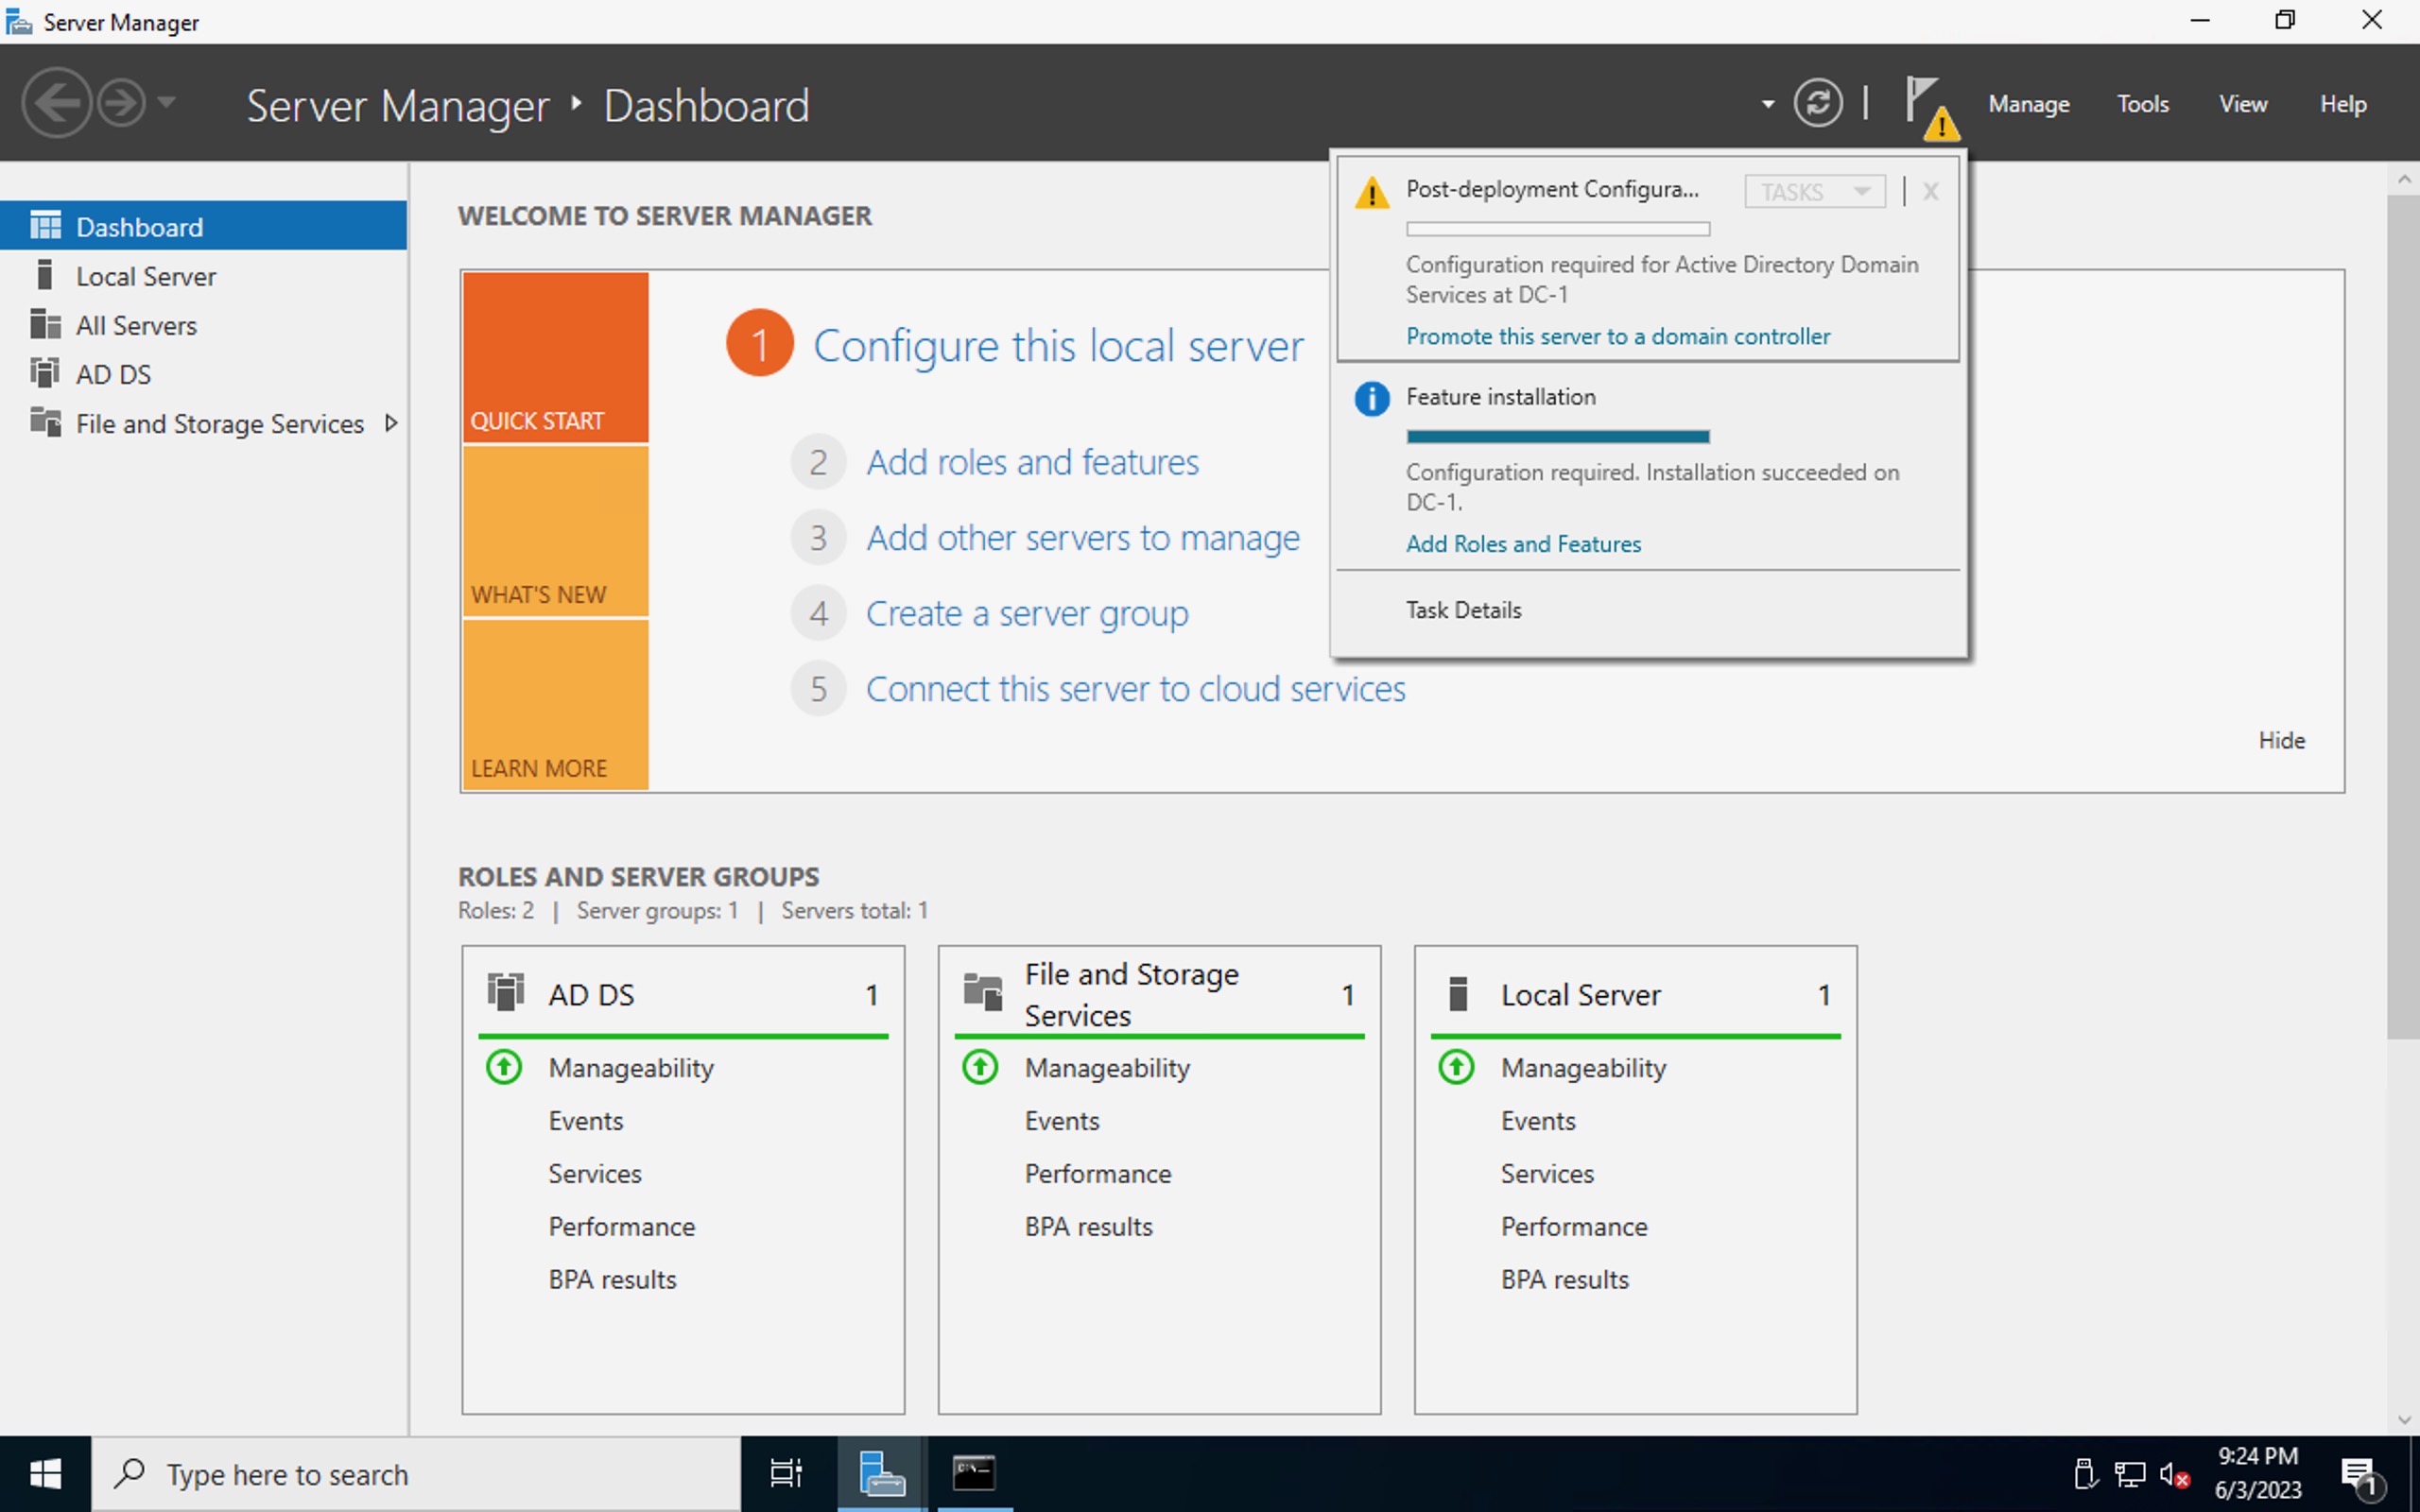 Server Manager
Server Manager ‣ Dashboard
Manage
Tools
View
Help
Dashboard
Local Server
All Servers
AD DS
File and Storage Services
WELCOME TO SERVER MANAGER
QUICK START
WHAT'S NEW
LEARN MORE
1 Configure this local server
2 Add roles and features
3 Add other servers to manage
4 Create a server group
5 Connect this server to cloud services
Hide
Post-deployment Configura...
TASKS
X
Configuration required for Active Directory Domain
Services at DC-1
Promote this server to a domain controller
Feature installation
Configuration required. Installation succeeded on
DC-1.
Add Roles and Features
Task Details
ROLES AND SERVER GROUPS
Roles: 2 | Server groups: 1 | Servers total: 1
AD DS 1
Manageability
Events
Services
Performance
BPA results
File and Storage
Services
1
Manageability
Events
Performance
BPA results
Local Server 1
Manageability
Events
Services
Performance
BPA results
Type here to search
9:24 PM
6/3/2023
1